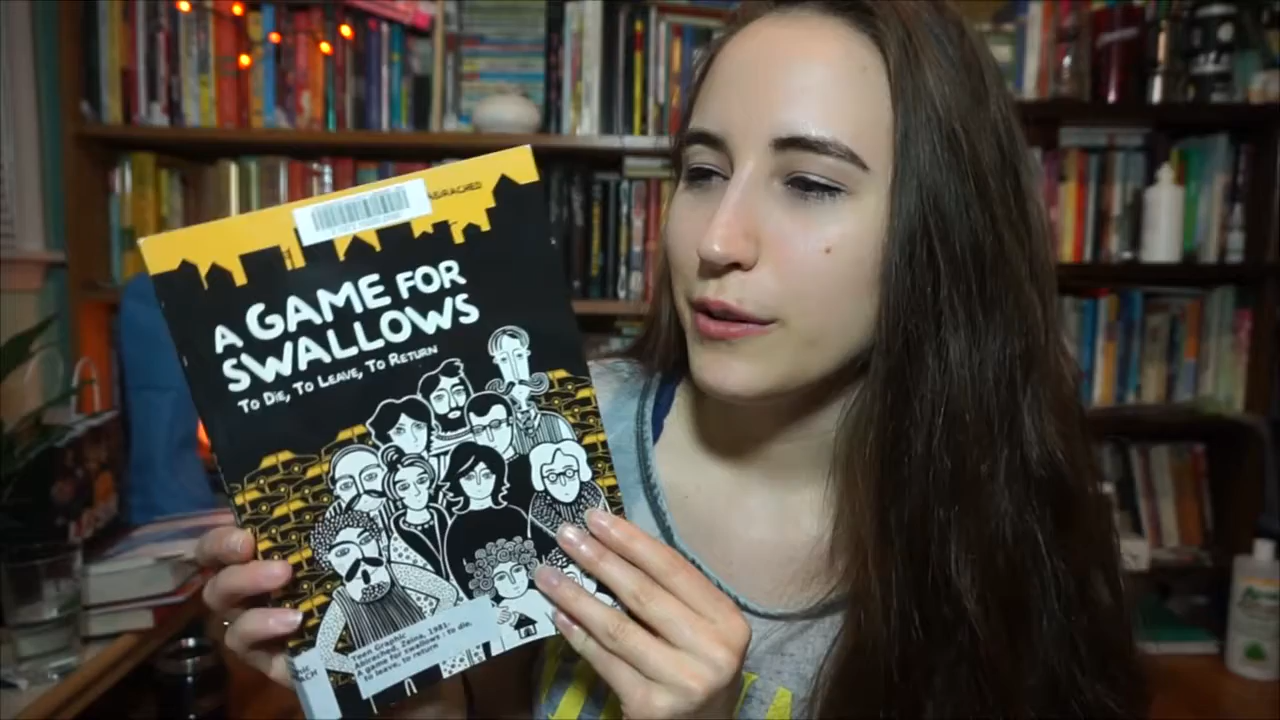 ABIRACHED
A GAME FOR
SWALLOWS
TO DIE, TO LEAVE, TO RETURN
Teen Graphic
Abirached, Zeina, 1981-
A game for swallows : to die,
to leave, to return